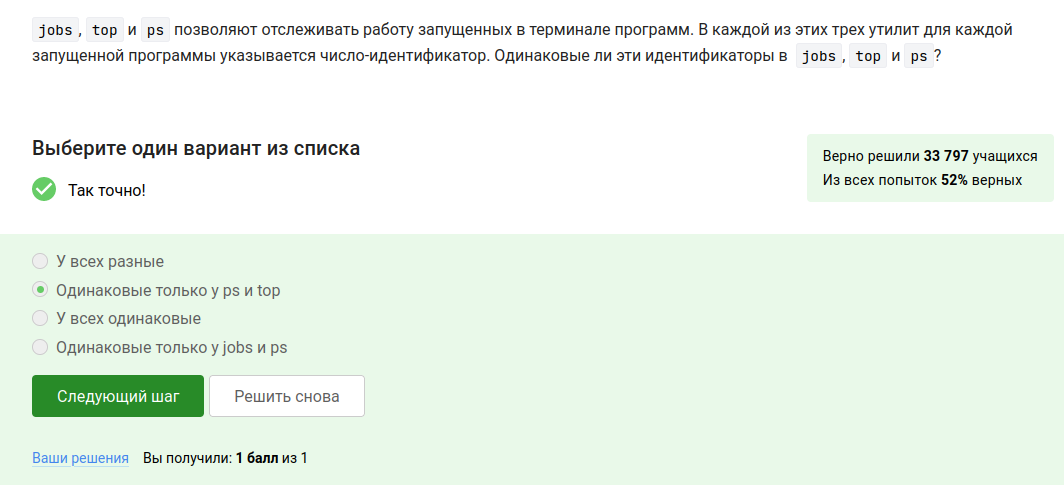 jobs, top и ps позволяют отслеживать работу запущенных в терминале программ. В каждой из этих трех утилит для каждой
запущенной программы указывается число-идентификатор. Одинаковые ли эти идентификаторы в jobs, top и ps?
Выберите один вариант из списка
Так точно!
Верно решили 33 797 учащихся
Из всех попыток 52% верных
У всех разные
Одинаковые только у ps и top
У всех одинаковые
Одинаковые только у jobs и ps
Следующий шаг
Решить снова
Ваши решения Вы получили: 1 балл из 1